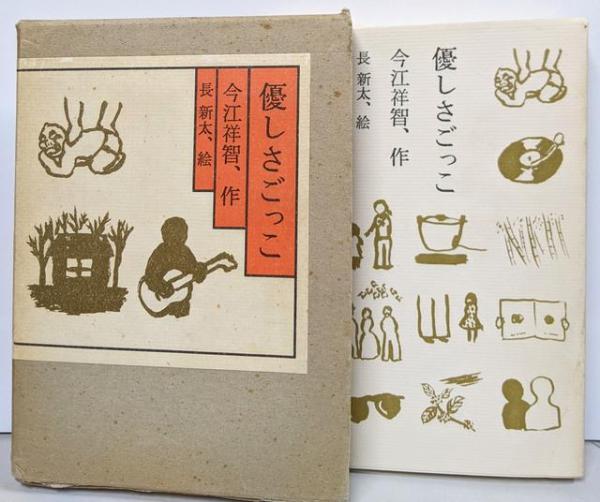 優しさごっこ
今江祥智、作
長 新太、絵
優しさごっこ
今江祥智、作
長 新太、絵